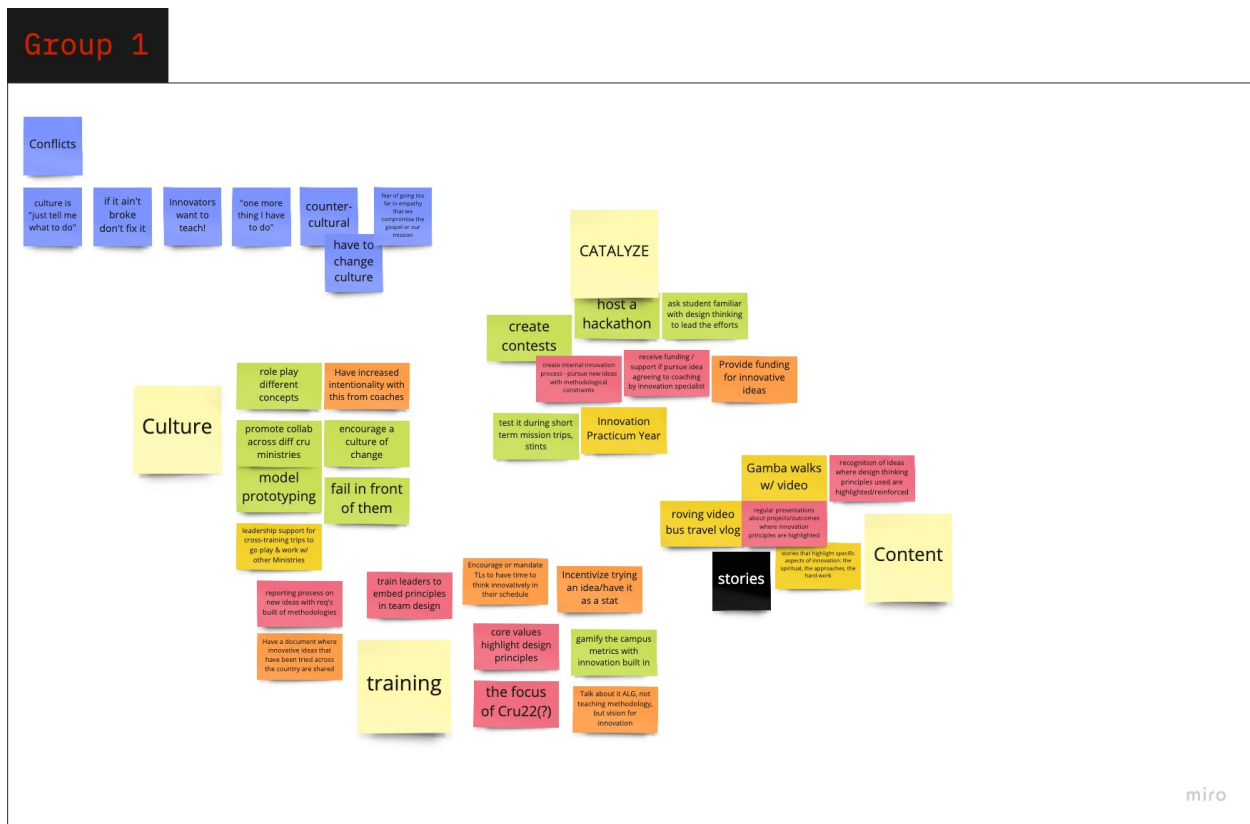 Group 1
Conflicts
culture is
"just tell me
what to do"
if it ain't
broke
don't fix it
Innovators
want to
teach!
"one more
thing I have
to do"
counter-
cultural
fear of going too
far in empathy
that we
compromise the
gospel or our
mission
have to
change
culture
CATALYZE
host a
hackathon
ask student familiar
with design thinking
to lead the efforts
create
contests
create internal innovation
process - pursue new ideas
with methodological
constraints
receive funding /
support if pursue idea
agreeing to coaching
by innovation specialist
Provide funding
for innovative
ideas
test it during short
term mission trips,
stints
Innovation
Practicum Year
Culture
role play
different
concepts
Have increased
intentionality with
this from coaches
promote collab
across diff cru
ministries
encourage a
culture of
change
model
prototyping
fail in front
of them
leadership support for
cross-training trips to
go play & work w/
other Ministries
Gamba walks
w/ video
recognition of ideas
where design thinking
principles used are
highlighted/reinforced
roving video
bus travel vlog
regular presentations
about projects/outcomes
where innovation
principles are highlighted
stories
stories that highlight specific
aspects of innovation: the
spiritual, the approaches, the
hard work
Content
reporting process on
new ideas with req's
built of methodologies
train leaders to
embed principles
in team design
Encourage or mandate
TLs to have time to
think innovatively in
their schedule
Incentivize trying
an idea/have it
as a stat
Have a document where
innovative ideas that
have been tried across
the country are shared
training
core values
highlight design
principles
gamify the campus
metrics with
innovation built in
the focus
of Cru22(?)
Talk about it ALG, not
teaching methodology,
but vision for
innovation
miro